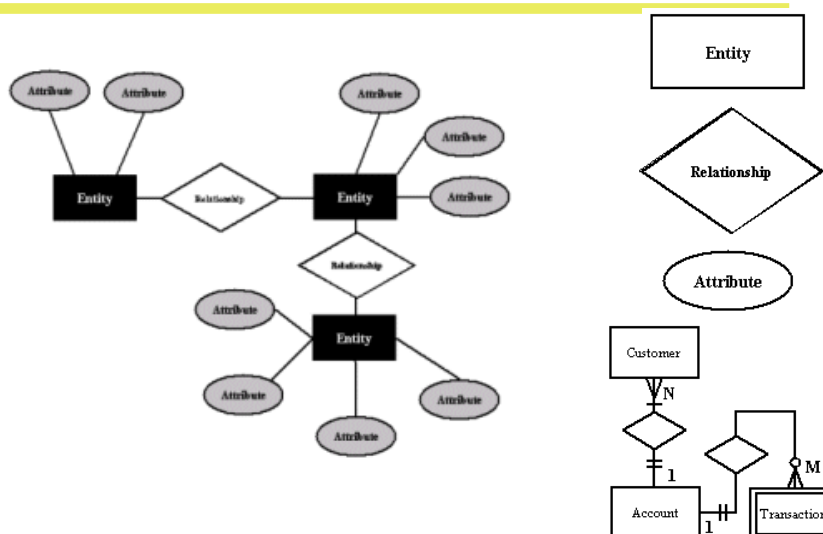 Entity
Attribute
Attribute
Attribute
Attribute
Relationship
Entity
Relationship
Entity
Attribute
Attribute
Relationship
Attribute
Attribute
Entity
Customer
Attribute
Attribute
N
Attribute
M
1
Account
Transaction
1